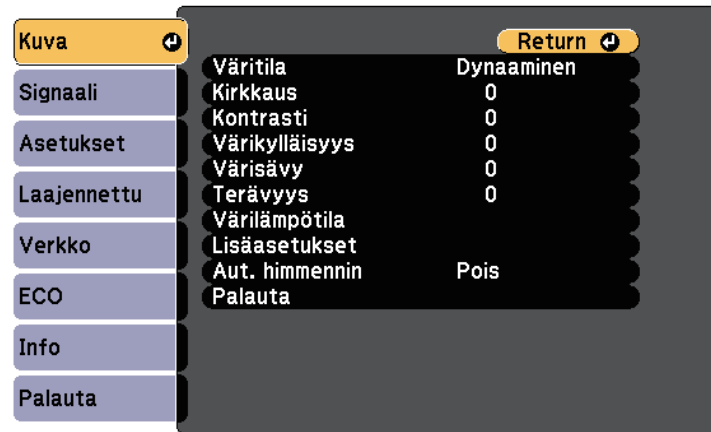 Kuva
Signaali
Asetukset
Laajennettu
Verkko
ECO
Info
Palauta
Return
Väritila Dynaaminen
Kirkkaus 0
Kontrasti 0
Värikylläisyys 0
Värisävy 0
Terävyys 0
Värilämpötila
Lisäasetukset
Aut. himmennin Pois
Palauta